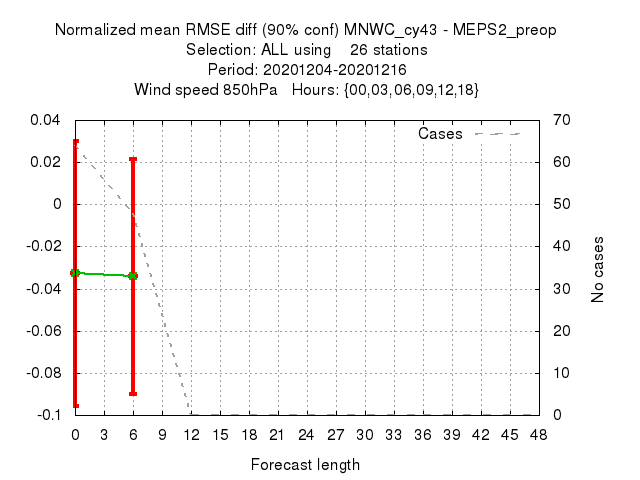 Normalized mean RMSE diff (90% conf) MNWC_cy43 - MEPS2_preop
Selection: ALL using 26 stations
Period: 20201204-20201216
Wind speed 850hPa Hours: {00,03,06,09,12,18}
Cases
0.04
0.02
0
-0.02
-0.04
-0.06
-0.08
-0.1
70
60
50
40
30
20
10
0
No cases
0 3 6 9 12 15 18 21 24 27 30 33 36 39 42 45 48
Forecast length